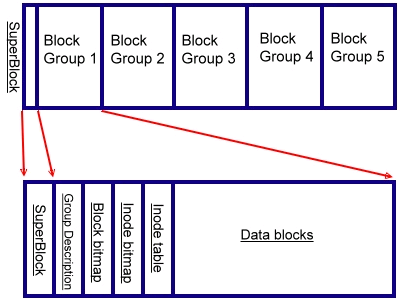 SuperBlock
Block
Group 1
Block
Group 2
Block
Group 3
Block
Group 4
Block
Group 5
SuperBlock
Group Description
Block bitmap
Inode bitmap
Inode table
Data blocks